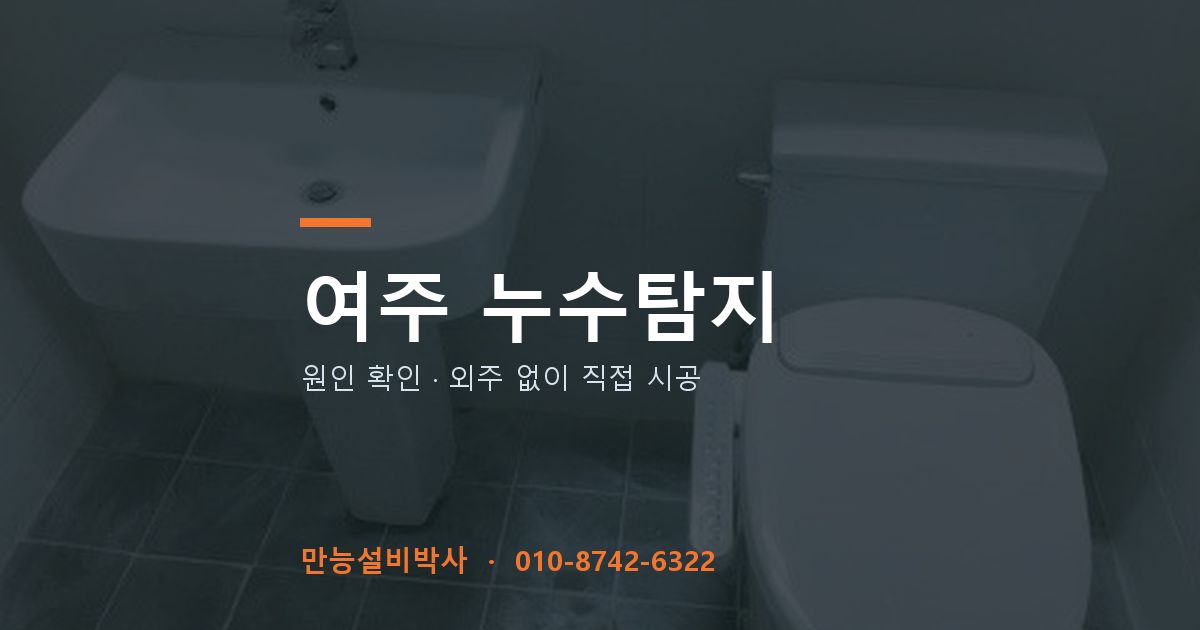 여주 누수탐지
원인 확인 · 외주 없이 직접 시공
만능설비박사 · 010-8742-6322